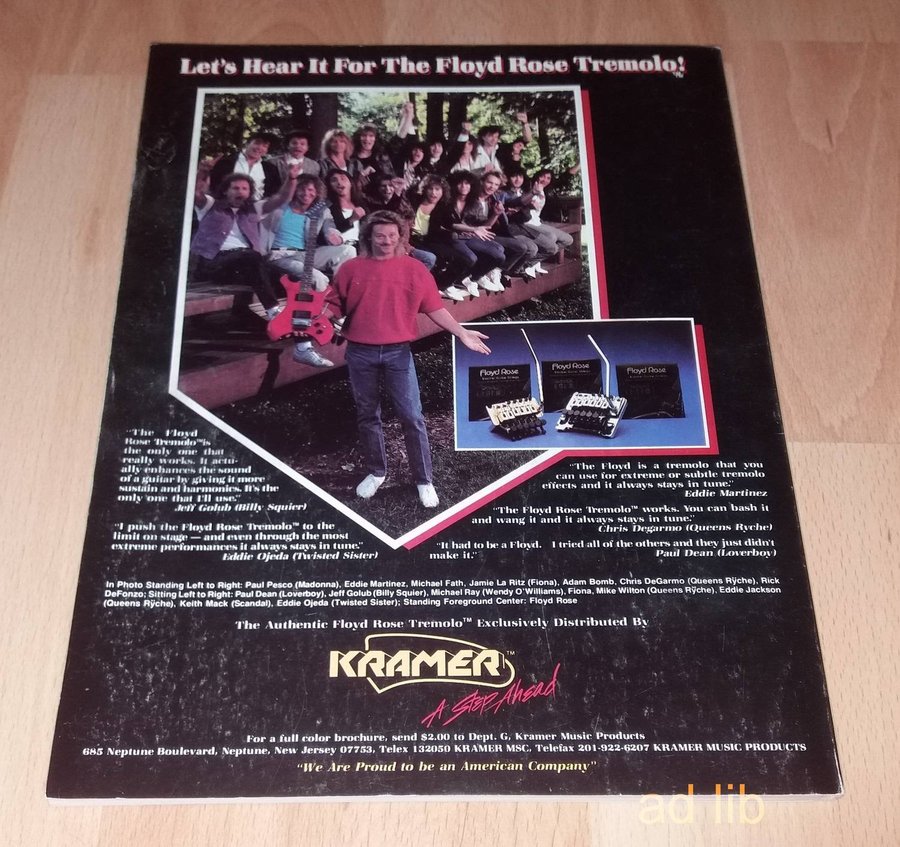 Let's Hear It For The Floyd Rose Tremolo!
TM
Floyd Rose
Floyd Rose
Floyd Rose
"The Floyd
Rose Tremolo™ is
the only one that
really works. It actu-
ally enhances the sound
of a guitar by giving it more
sustain and harmonics. It's the
only one that I'll use."
Jeff Golub (Billy Squier)
"I push the Floyd Rose Tremolo™ to the
limit on stage — and even through the most
extreme performances it always stays in tune."
Eddie Ojeda (Twisted Sister)
"The Floyd is a tremolo that you
can use for extreme or subtle tremolo
effects and it always stays in tune."
Eddie Martinez
"The Floyd Rose Tremolo™ works. You can bash it
and wang it and it always stays in tune."
Chris Degarmo (Queens Ryche)
"It had to be a Floyd. I tried all of the others and they just didn't
make it."
Paul Dean (Loverboy)
In Photo Standing Left to Right: Paul Pesco (Madonna), Eddie Martinez, Michael Fath, Jamie La Ritz (Fiona), Adam Bomb, Chris DeGarmo (Queens Rÿche), Rick
DeFonzo; Sitting Left to Right: Paul Dean (Loverboy), Jeff Golub (Billy Squier), Michael Ray (Wendy O'Williams), Fiona, Mike Wilton (Queens Rÿche), Eddie Jackson
(Queens Rÿche), Keith Mack (Scandal), Eddie Ojeda (Twisted Sister); Standing Foreground Center: Floyd Rose
The Authentic Floyd Rose Tremolo™ Exclusively Distributed By
KRAMER™
A Step Ahead
For a full color brochure, send $2.00 to Dept. G, Kramer Music Products
685 Neptune Boulevard, Neptune, New Jersey 07753, Telex 132050 KRAMER MSC, Telefax 201-922-6207 KRAMER MUSIC PRODUCTS
"We Are Proud to be an American Company"
ad lib